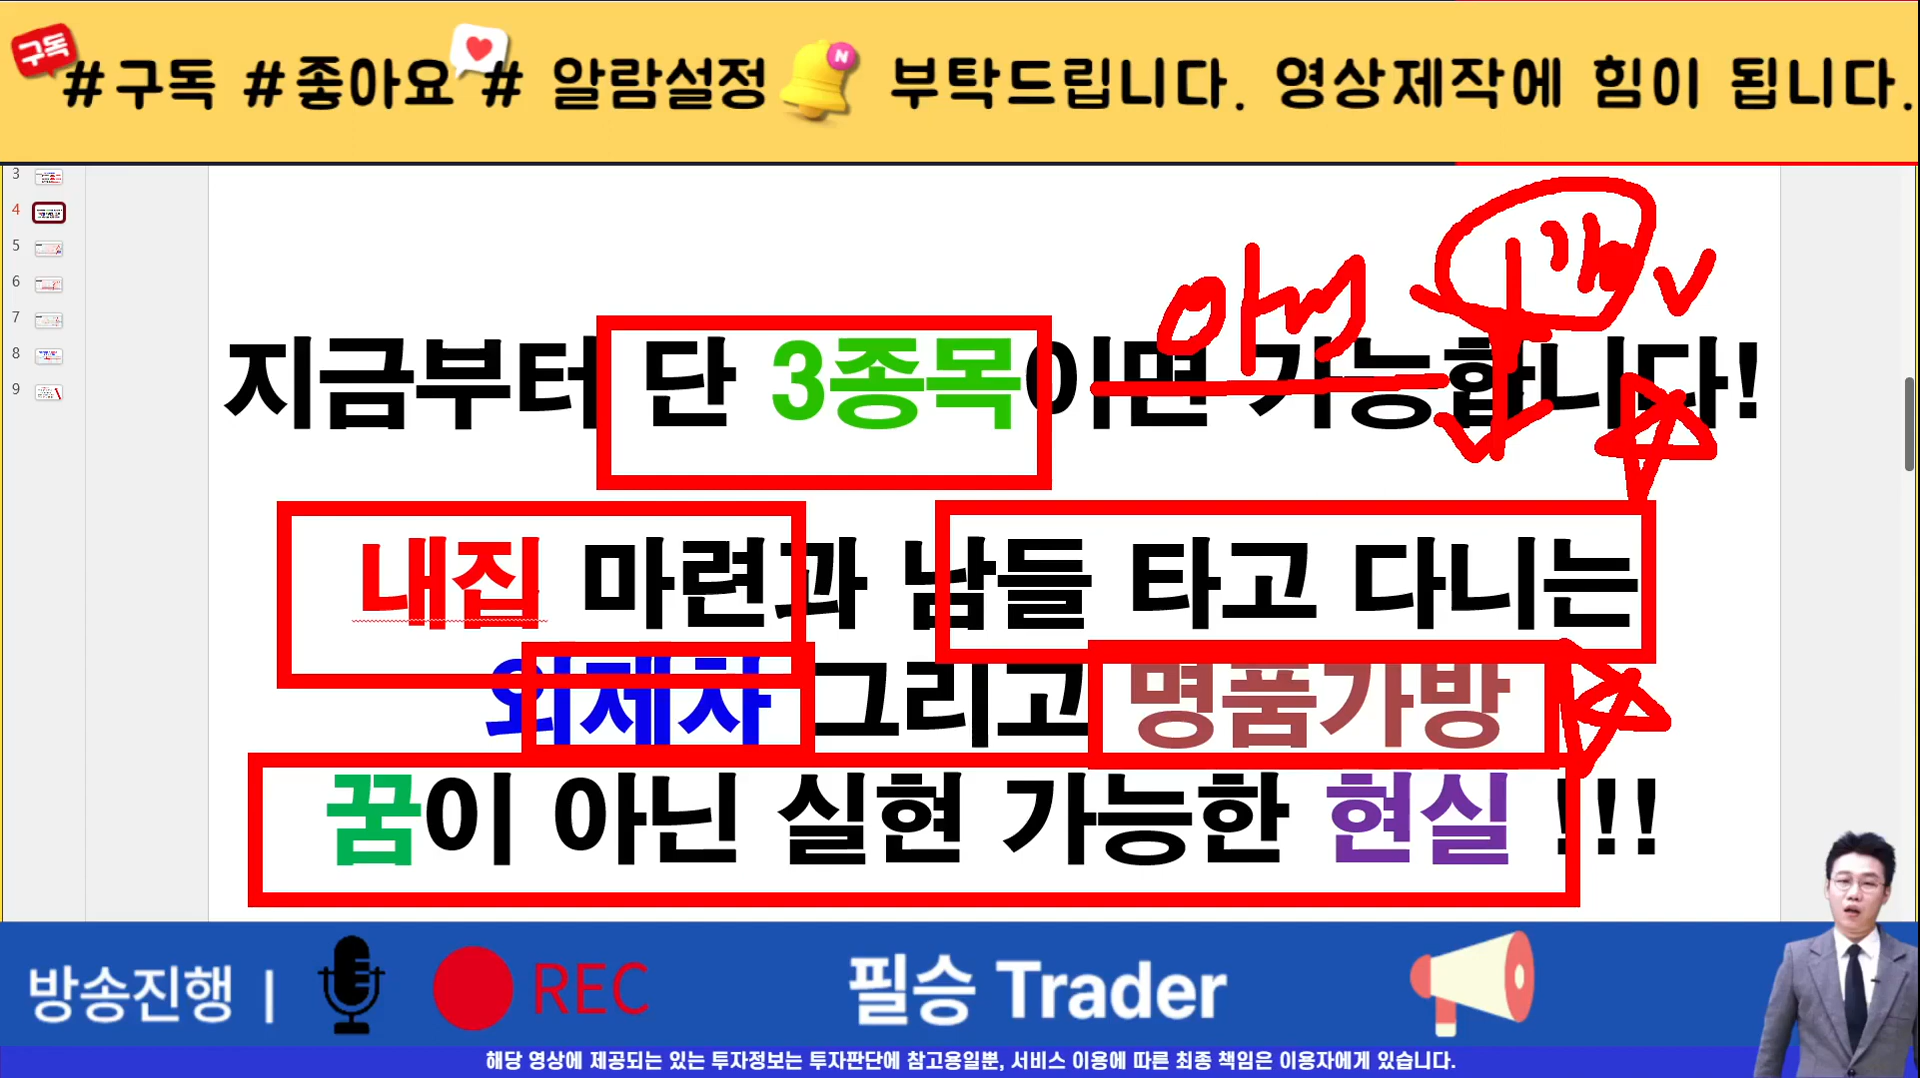 구독
#구독 #좋아요 # 알람설정 N 부탁드립니다. 영상제작에 힘이 됩니다.
3
4
5
6
7
8
9
지금부터 단 3종목이면 가능합니다!
내집 마련과 남들 타고 다니는
외제차 그리고 명품가방
꿈이 아닌 실현 가능한 현실 !!!
방송진행 | REC 필승 Trader
해당 영상에 제공되는 있는 투자정보는 투자판단에 참고용일뿐, 서비스 이용에 따른 최종 책임은 이용자에게 있습니다.